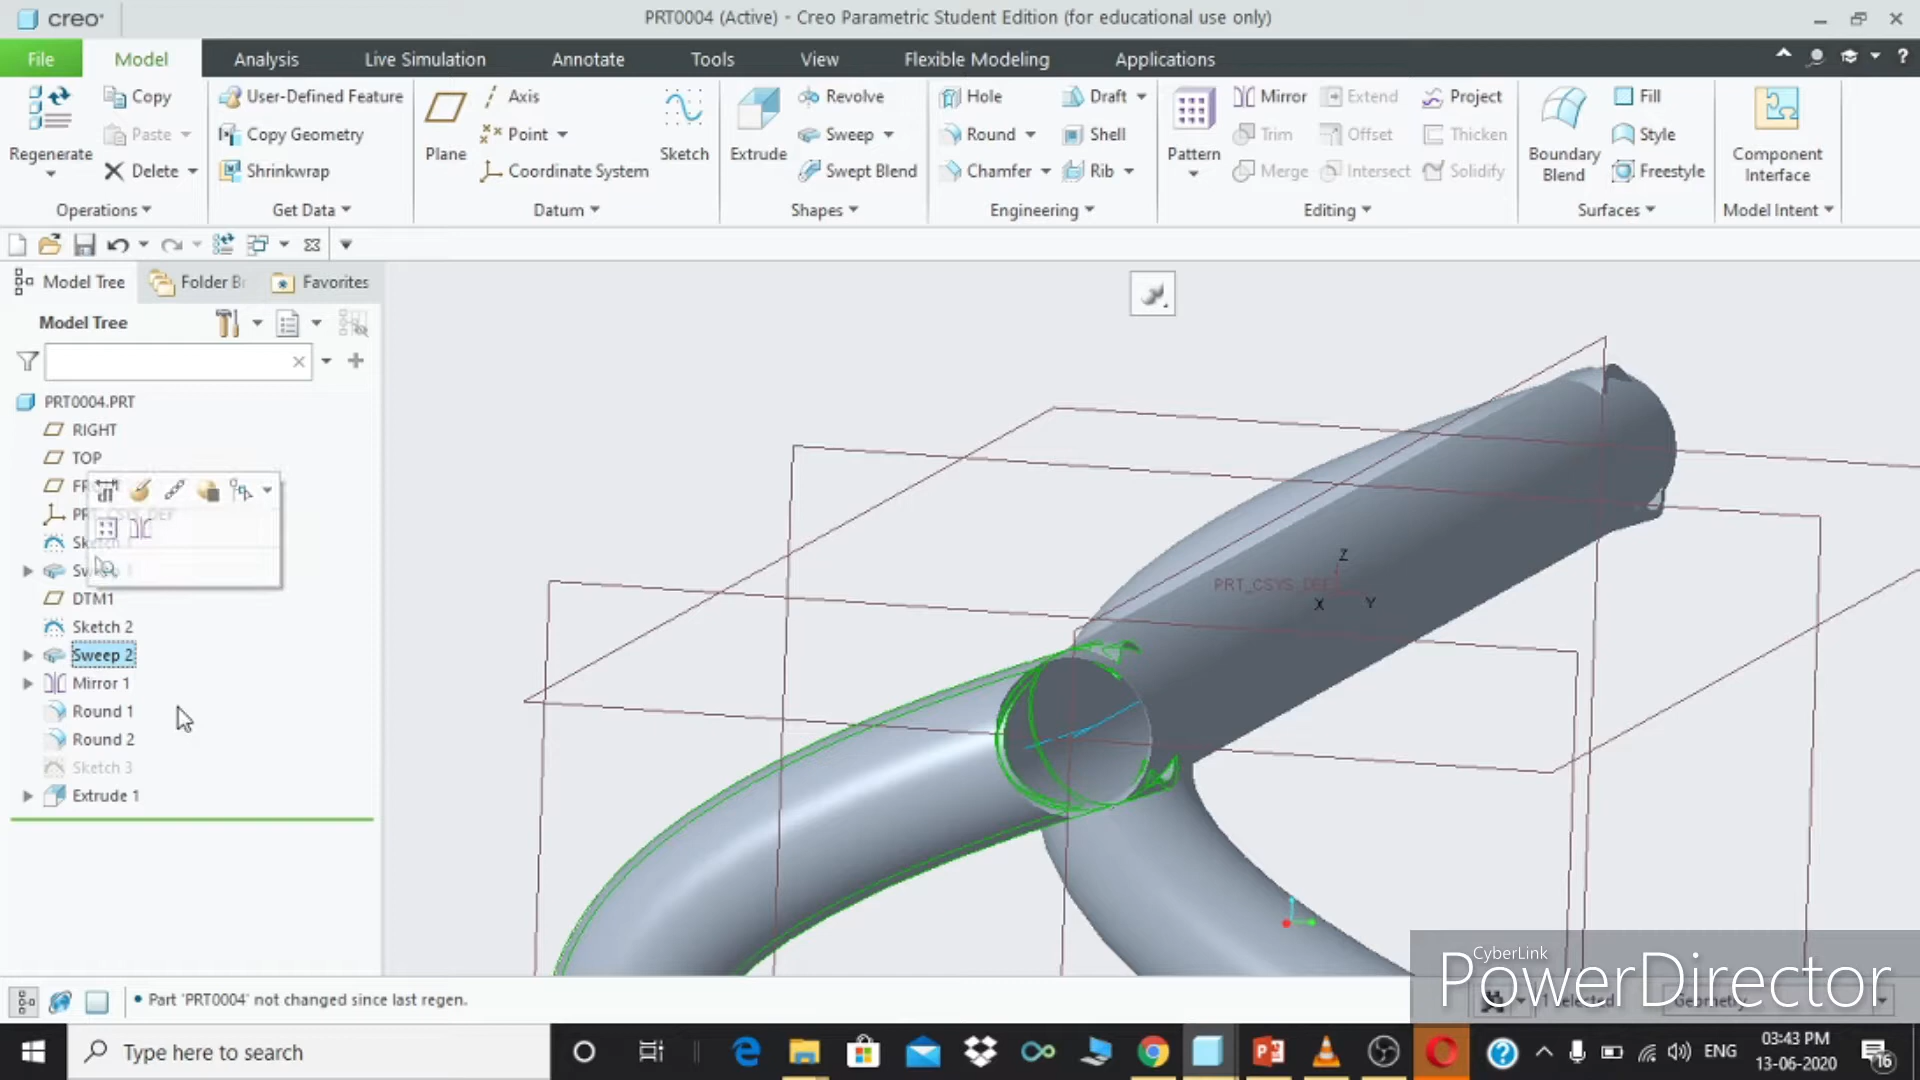 creo
PRT0004 (Active) - Creo Parametric Student Edition (for educational use only)
File
Model
Analysis
Live Simulation
Annotate
Tools
View
Flexible Modeling
Applications
Regenerate
Copy
Paste
Delete
Operations
User-Defined Feature
Copy Geometry
Shrinkwrap
Get Data
Plane
Axis
Point
Coordinate System
Sketch
Datum
Extrude
Revolve
Sweep
Swept Blend
Shapes
Hole
Round
Chamfer
Draft
Shell
Rib
Engineering
Pattern
Mirror
Trim
Merge
Extend
Offset
Intersect
Project
Thicken
Solidify
Editing
Boundary
Blend
Fill
Style
Freestyle
Surfaces
Component
Interface
Model Intent
Model Tree
Folder Br
Favorites
Model Tree
PRT0004.PRT
RIGHT
TOP
DTM1
Sketch 2
Sweep 2
Mirror 1
Round 1
Round 2
Sketch 3
Extrude 1
Z
X
Y
Part 'PRT0004' not changed since last regen.
1 selected
Geometry
CyberLink
PowerDirector
Type here to search
ENG
03:43 PM
13-06-2020
16